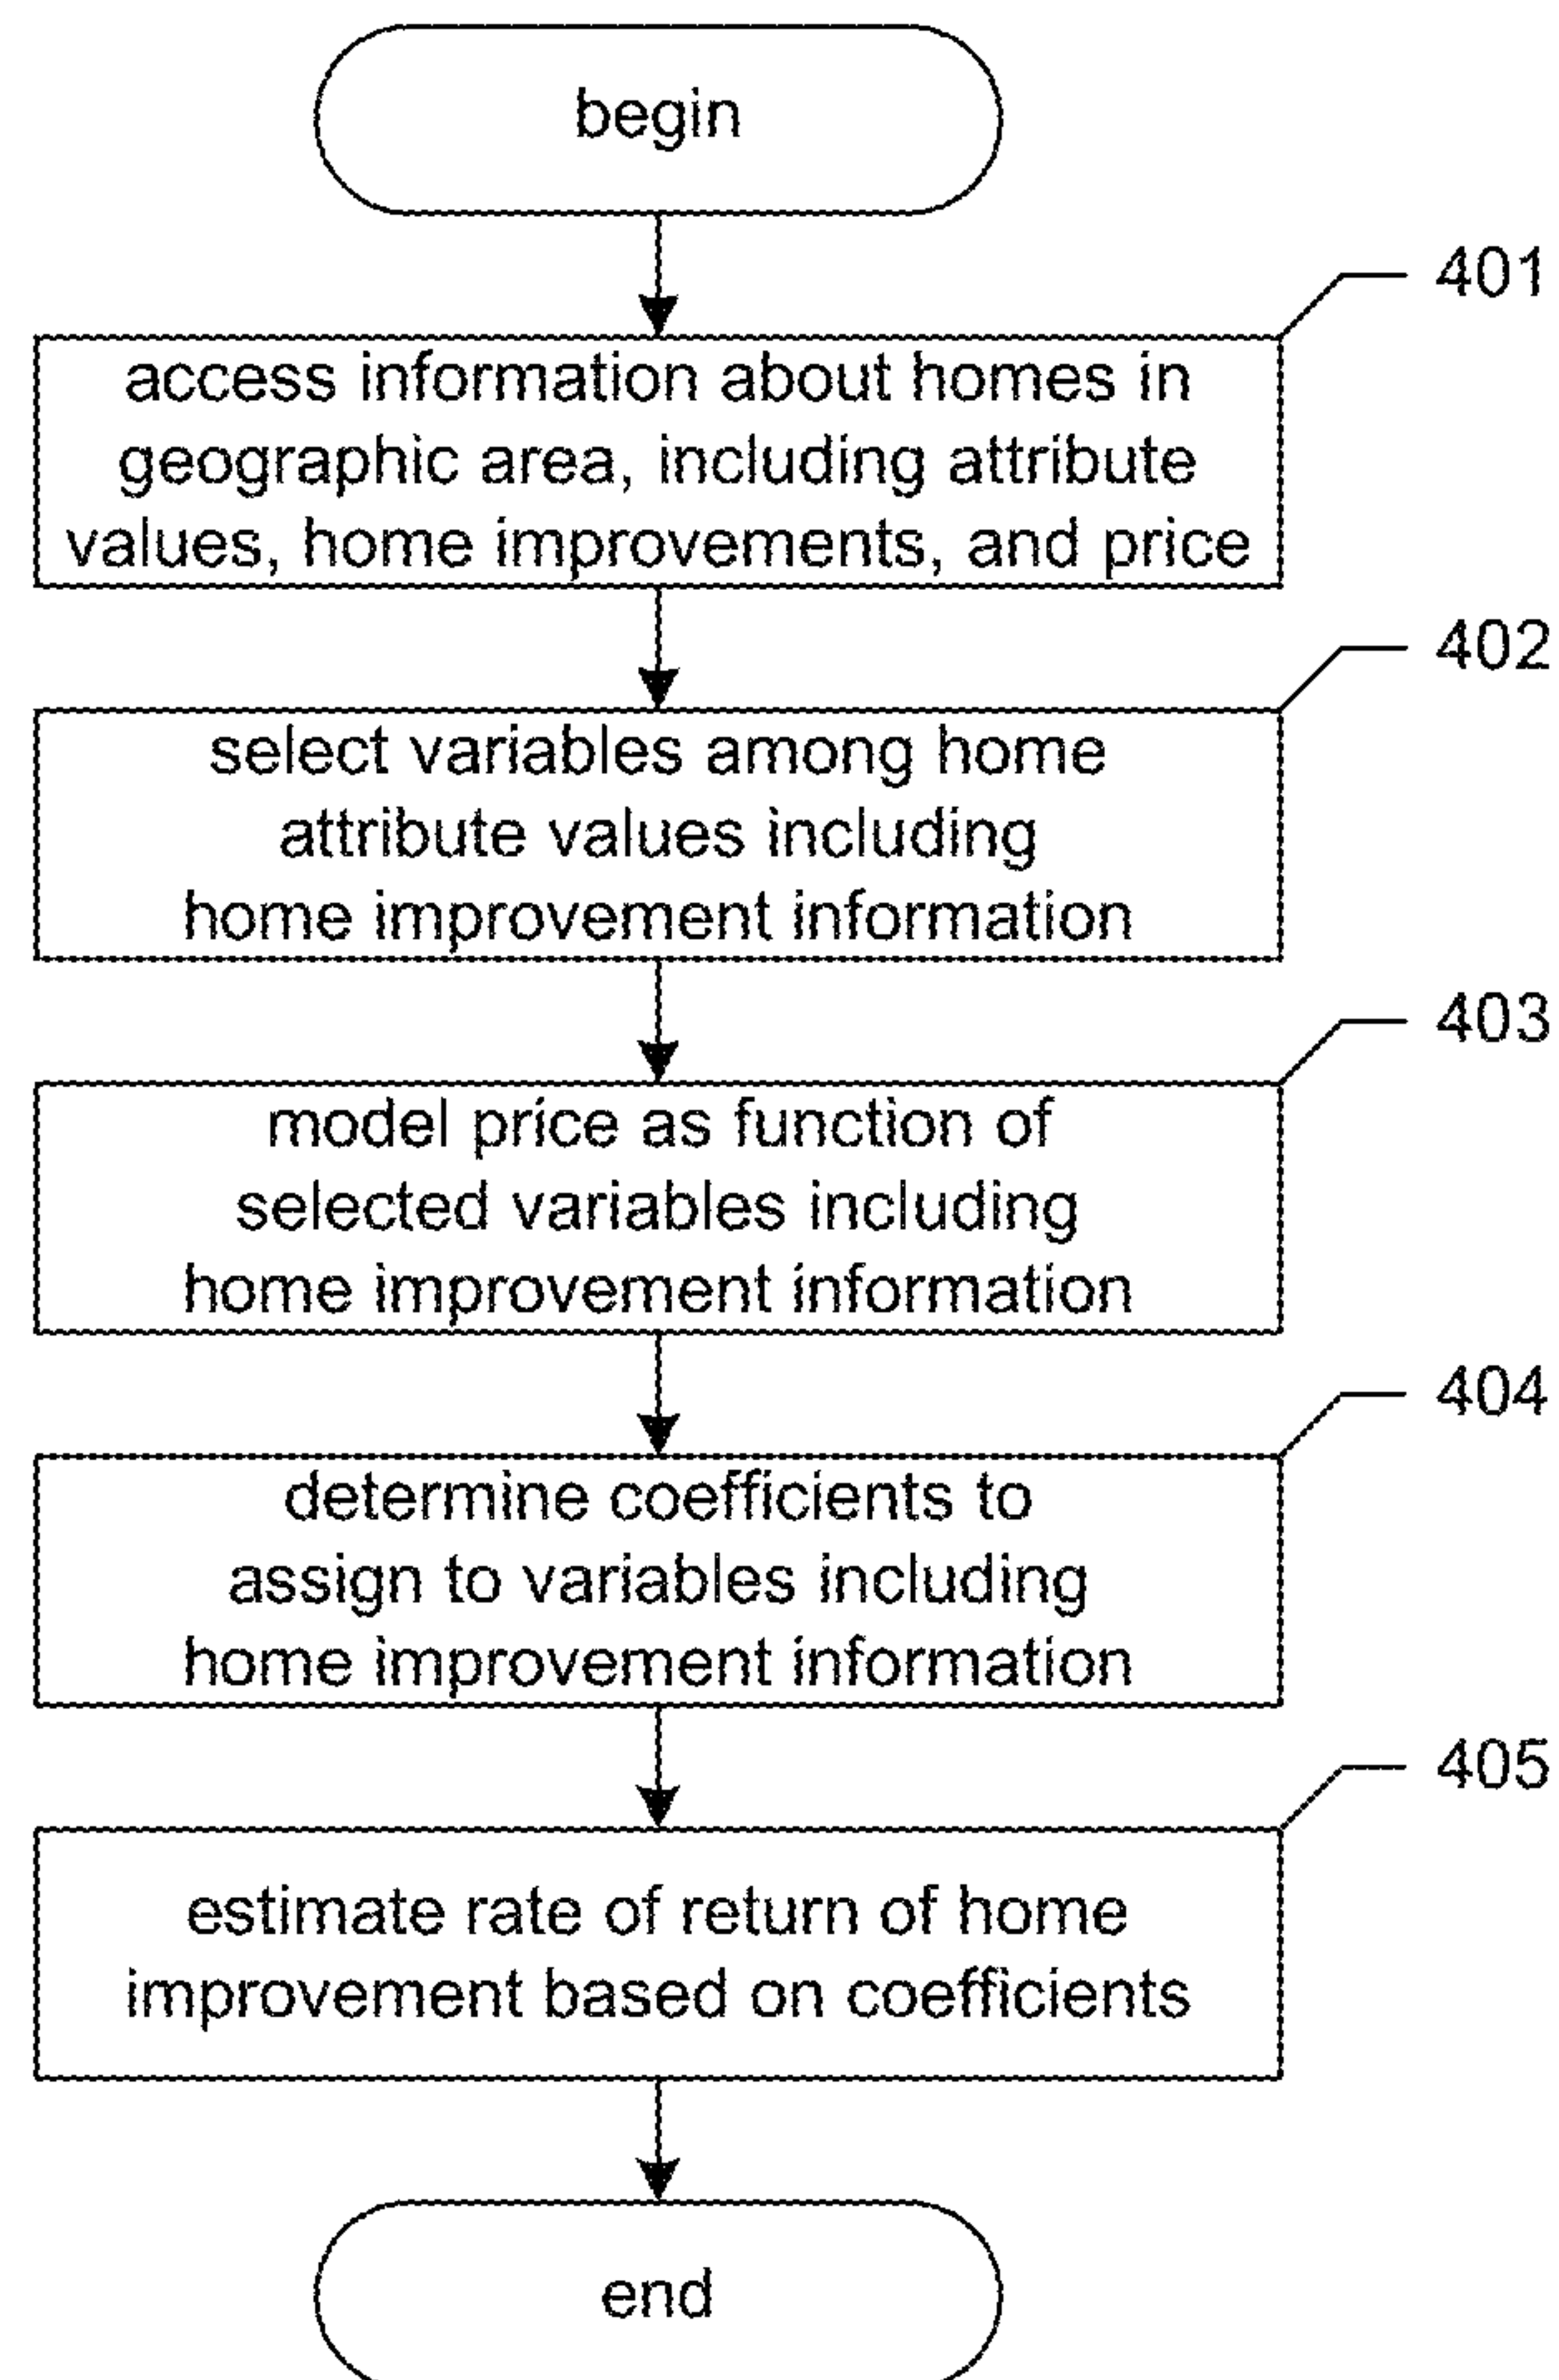 begin
401
access information about homes in
geographic area, including attribute
values, home improvements, and price
402
select variables among home
attribute values including
home improvement information
403
model price as function of
selected variables including
home improvement information
404
determine coefficients to
assign to variables including
home improvement information
405
estimate rate of return of home
improvement based on coefficients
end